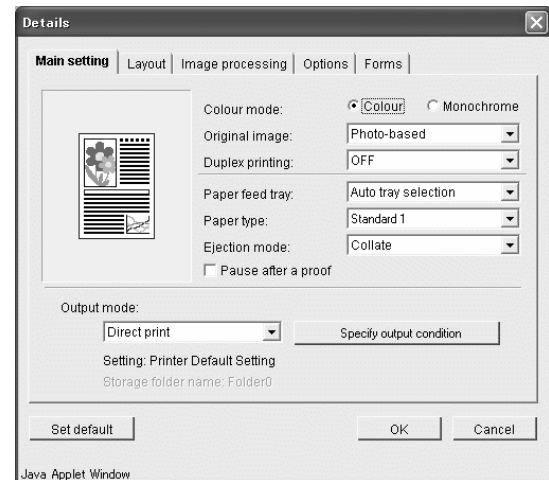 Details
Main setting Layout Image processing Options Forms
Colour mode: Colour Monochrome
Original image: Photo-based
Duplex printing: OFF
Paper feed tray: Auto tray selection
Paper type: Standard 1
Ejection mode: Collate
Pause after a proof
Output mode:
Direct print Specify output condition
Setting: Printer Default Setting
Storage folder name: Folder0
Set default OK Cancel
Java Applet Window